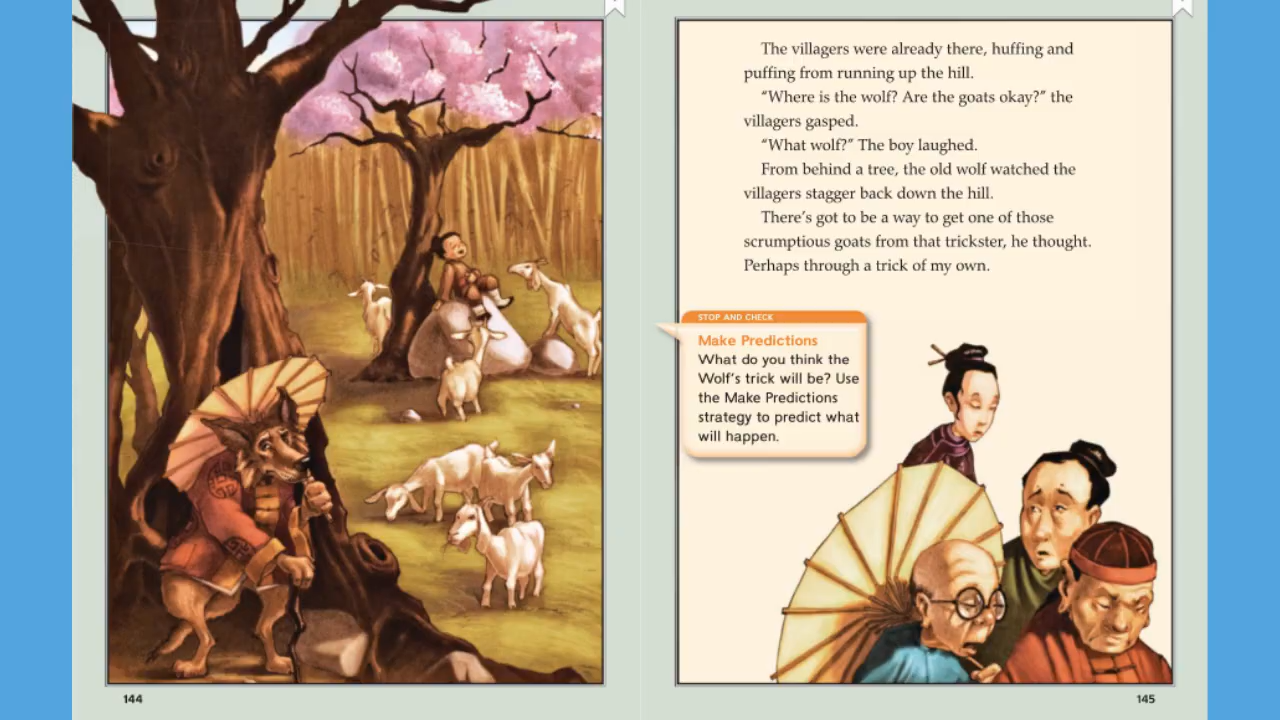 The villagers were already there, huffing and
puffing from running up the hill.
“Where is the wolf? Are the goats okay?” the
villagers gasped.
“What wolf?” The boy laughed.
From behind a tree, the old wolf watched the
villagers stagger back down the hill.
There’s got to be a way to get one of those
scrumptious goats from that trickster, he thought.
Perhaps through a trick of my own.
STOP AND CHECK
Make Predictions
What do you think the
Wolf’s trick will be? Use
the Make Predictions
strategy to predict what
will happen.
144
145